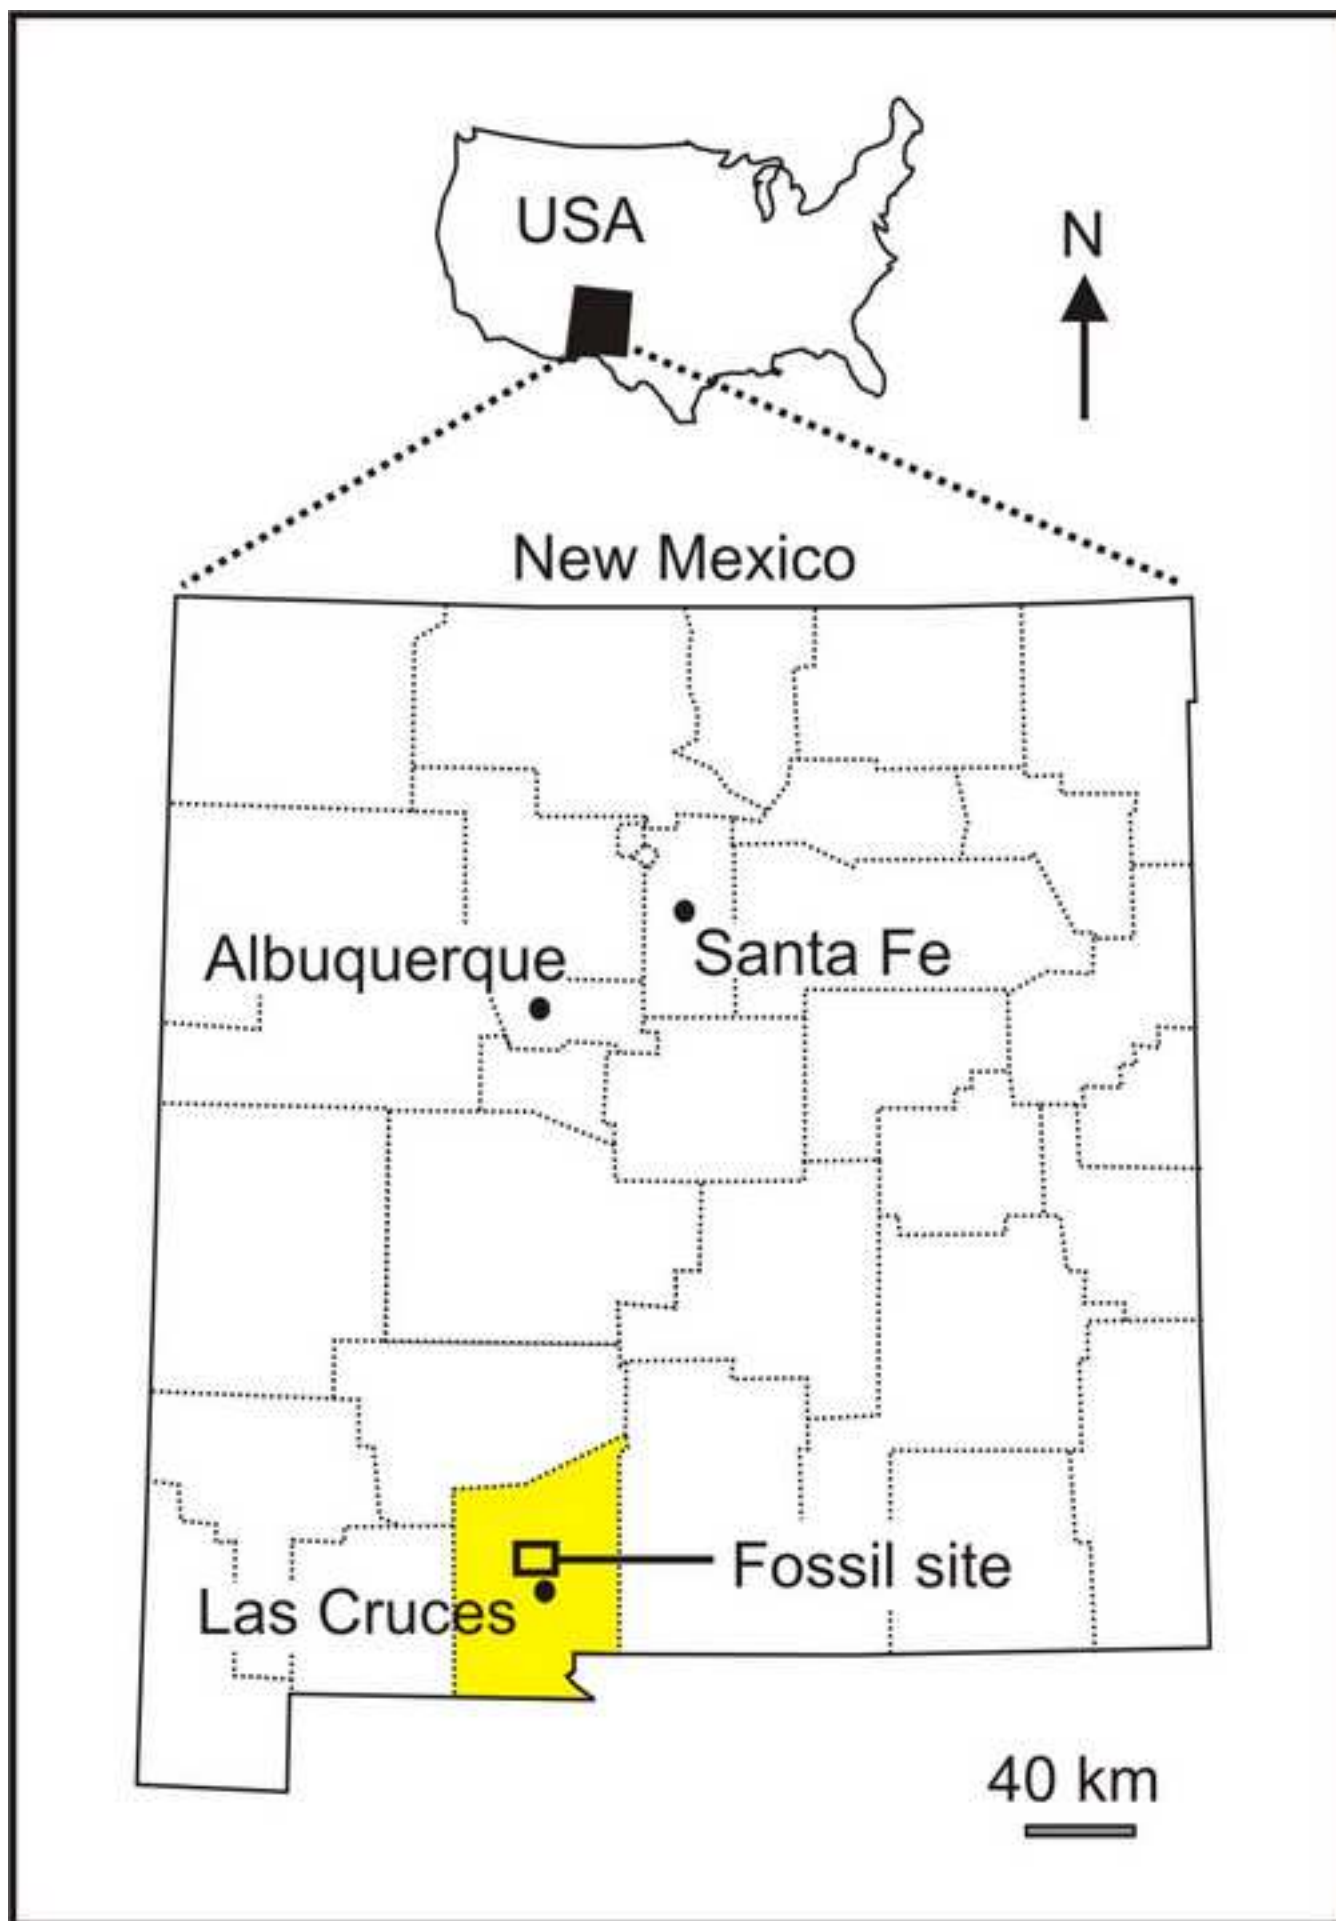 USA
N
New Mexico
Albuquerque
Santa Fe
Fossil site
Las Cruces
40 km